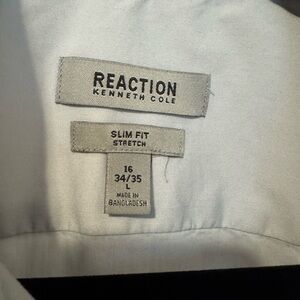 REACTION
KENNETH COLE
SLIM FIT
STRETCH
16
34/35
L
MADE IN
BANGLADESH